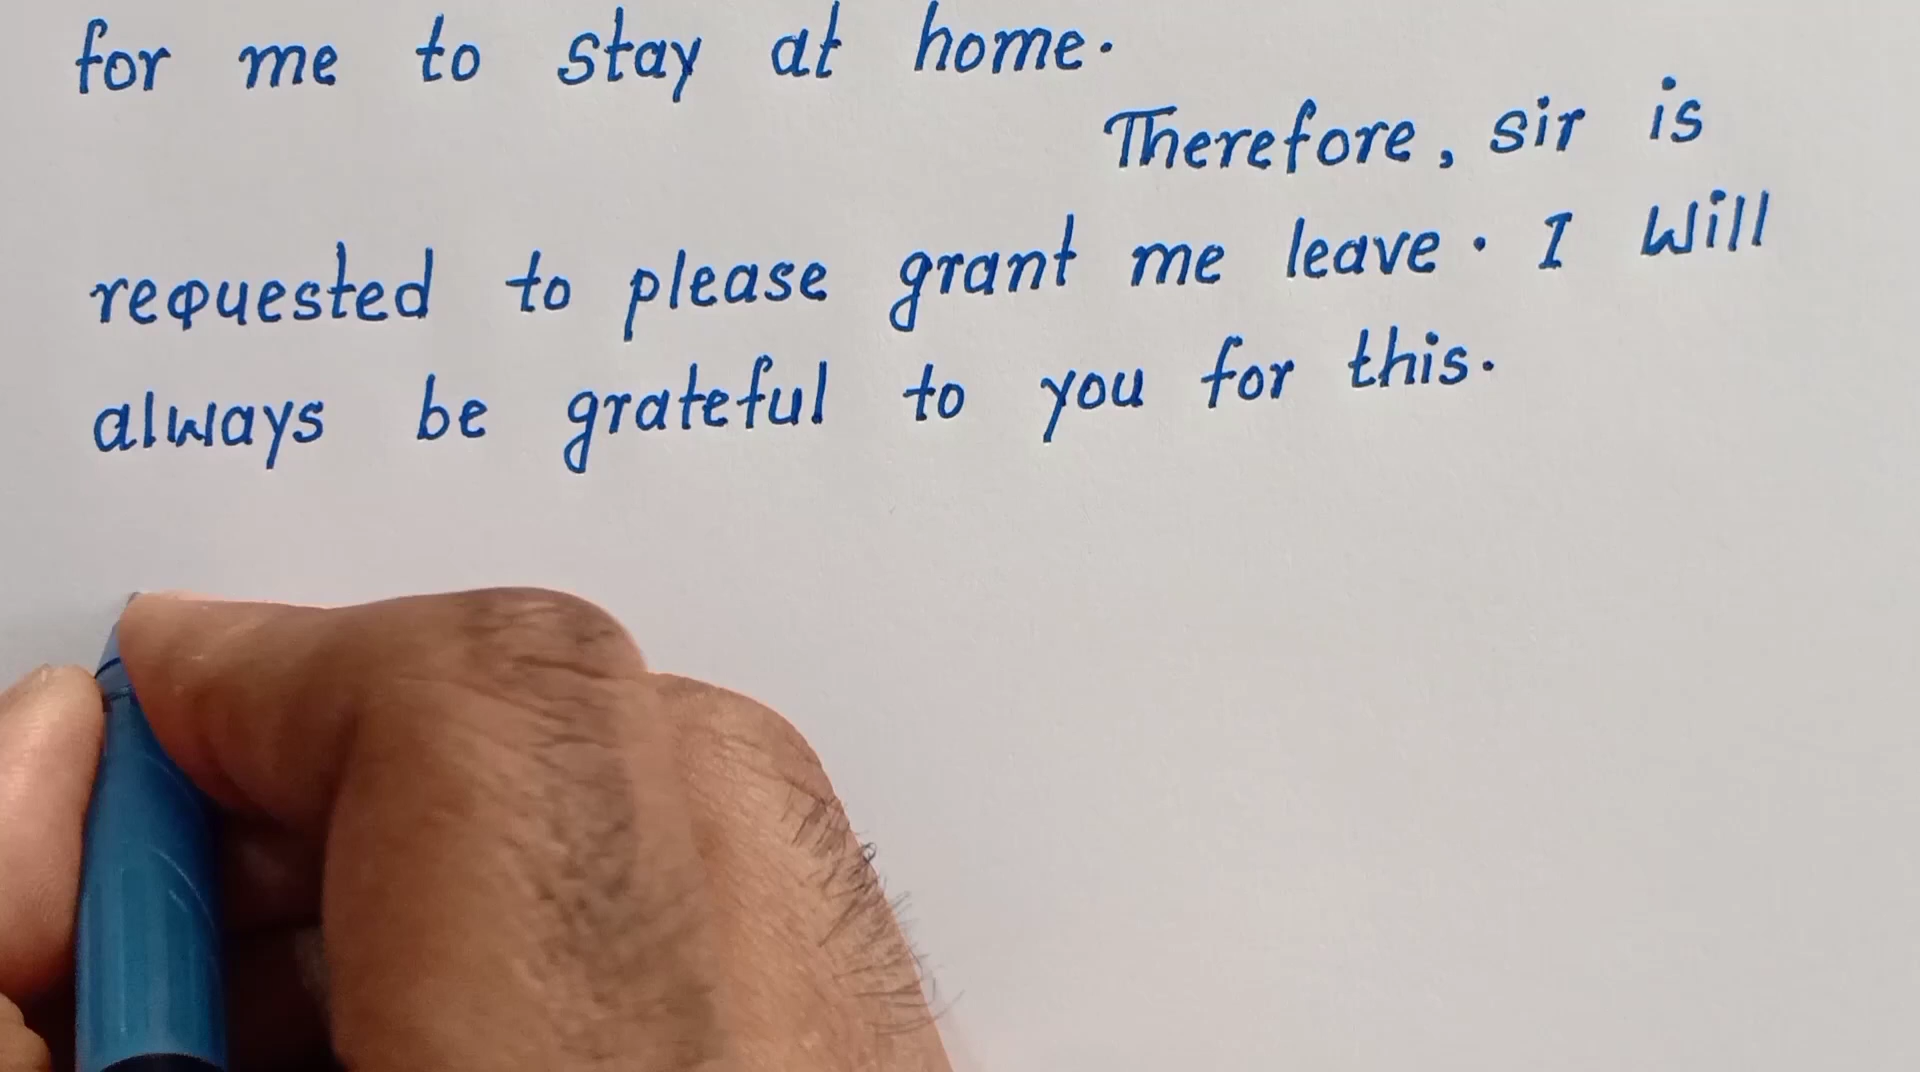 for me to stay at home.
Therefore, sir is
requested to please grant me leave. I will
always be grateful to you for this.